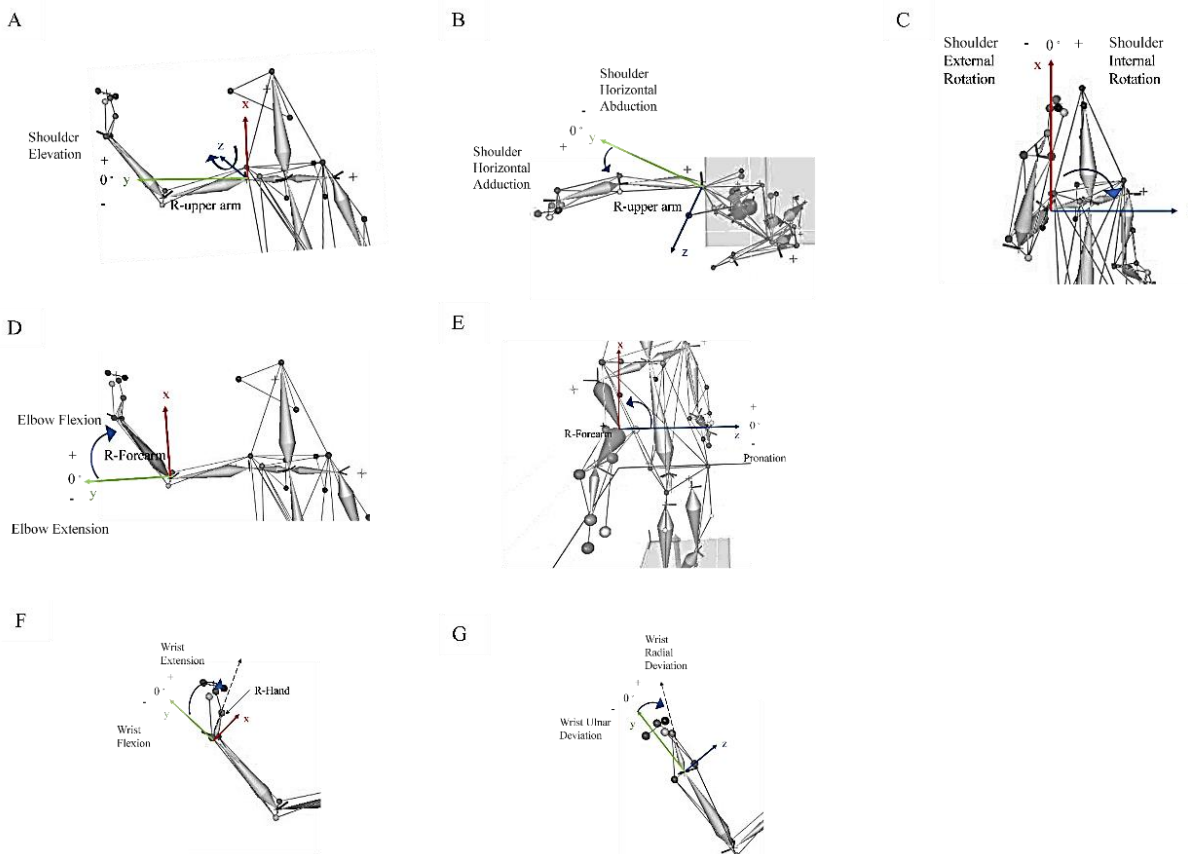 A
x
z
Shoulder
Elevation
+
0°
-
y
R-upper arm
+
+
B
Shoulder
Horizontal
Abduction
-
0°
y
+
Shoulder
Horizontal
Adduction
R-upper arm
+
z
+
C
Shoulder
External
Rotation
- 0° +
Shoulder
Internal
Rotation
x
+
D
x
+
Elbow Flexion
R-Forearm
+
0°
y
-
+
Elbow Extension
E
x
+
R-Forearm
+
0°
z
-
Pronation
F
Wrist
Extension
+
0°
-
y
R-Hand
x
Wrist
Flexion
G
Wrist
Radial
Deviation
+
0°
-
Wrist Ulnar
Deviation
y
z